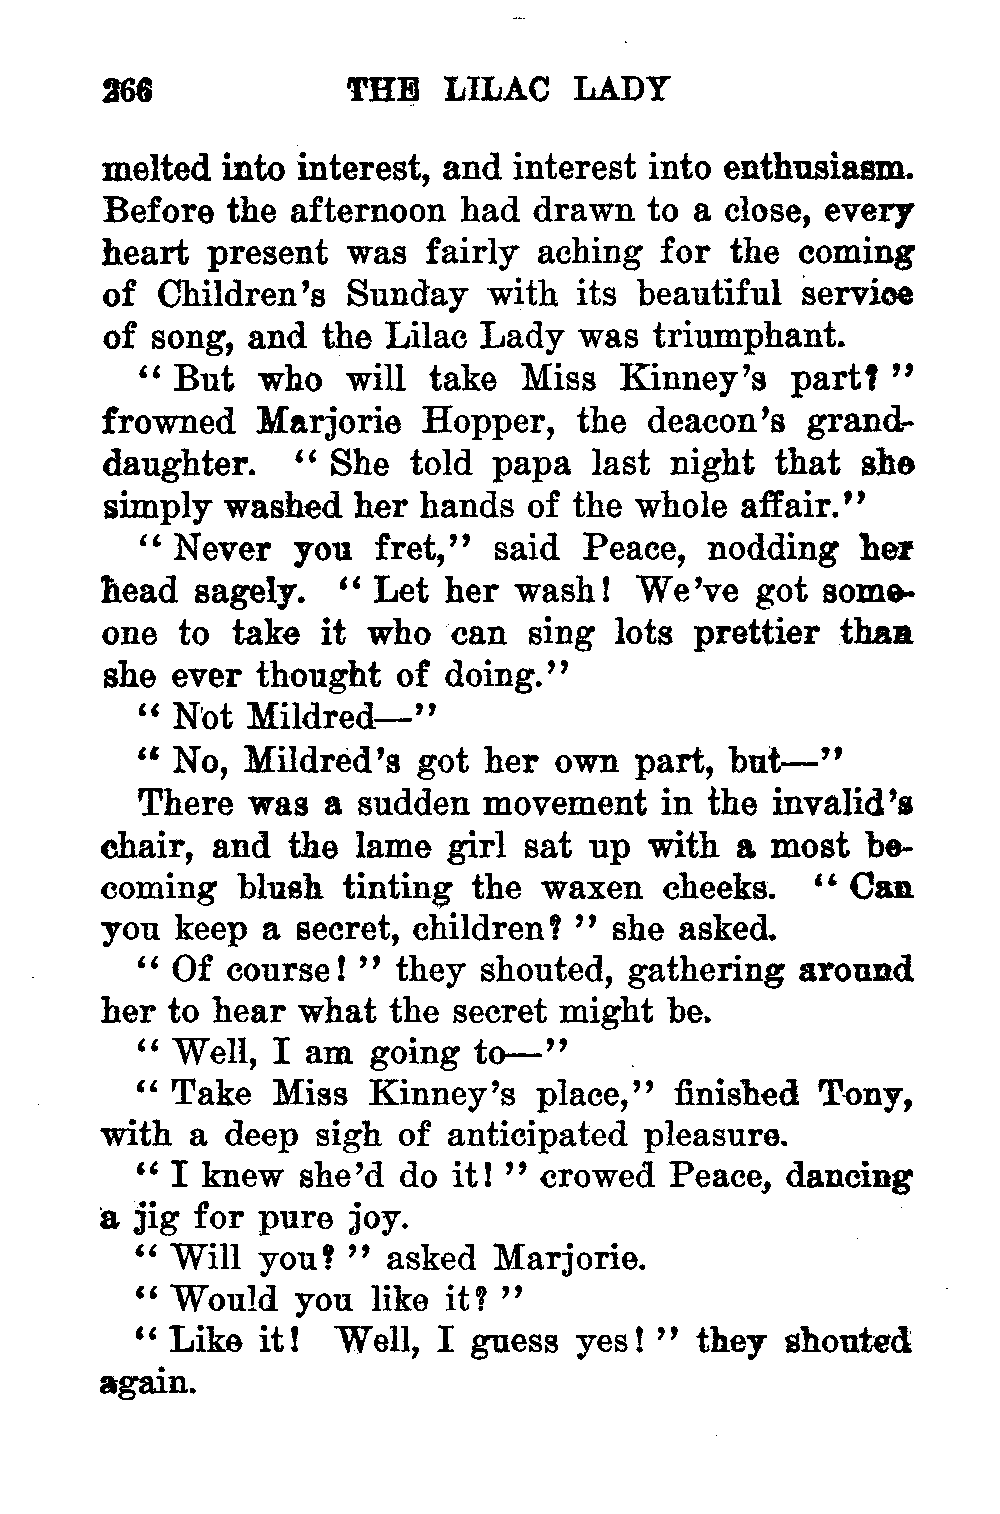 266 THE LILAC LADY
melted into interest, and interest into enthusiasm.
Before the afternoon had drawn to a close, every
heart present was fairly aching for the coming
of Children's Sunday with its beautiful service
of song, and the Lilac Lady was triumphant.
" But who will take Miss Kinney's part? "
frowned Marjorie Hopper, the deacon's grand-
daughter. " She told papa last night that she
simply washed her hands of the whole affair."
" Never you fret," said Peace, nodding her
head sagely. " Let her wash! We've got some-
one to take it who can sing lots prettier than
she ever thought of doing."
" Not Mildred—"
" No, Mildred's got her own part, but—"
There was a sudden movement in the invalid's
chair, and the lame girl sat up with a most be-
coming blush tinting the waxen cheeks. " Can
you keep a secret, children? " she asked.
" Of course! " they shouted, gathering around
her to hear what the secret might be.
" Well, I am going to—"
" Take Miss Kinney's place," finished Tony,
with a deep sigh of anticipated pleasure.
" I knew she'd do it! " crowed Peace, dancing
a jig for pure joy.
" Will you? " asked Marjorie.
" Would you like it? "
" Like it! Well, I guess yes! " they shouted
again.